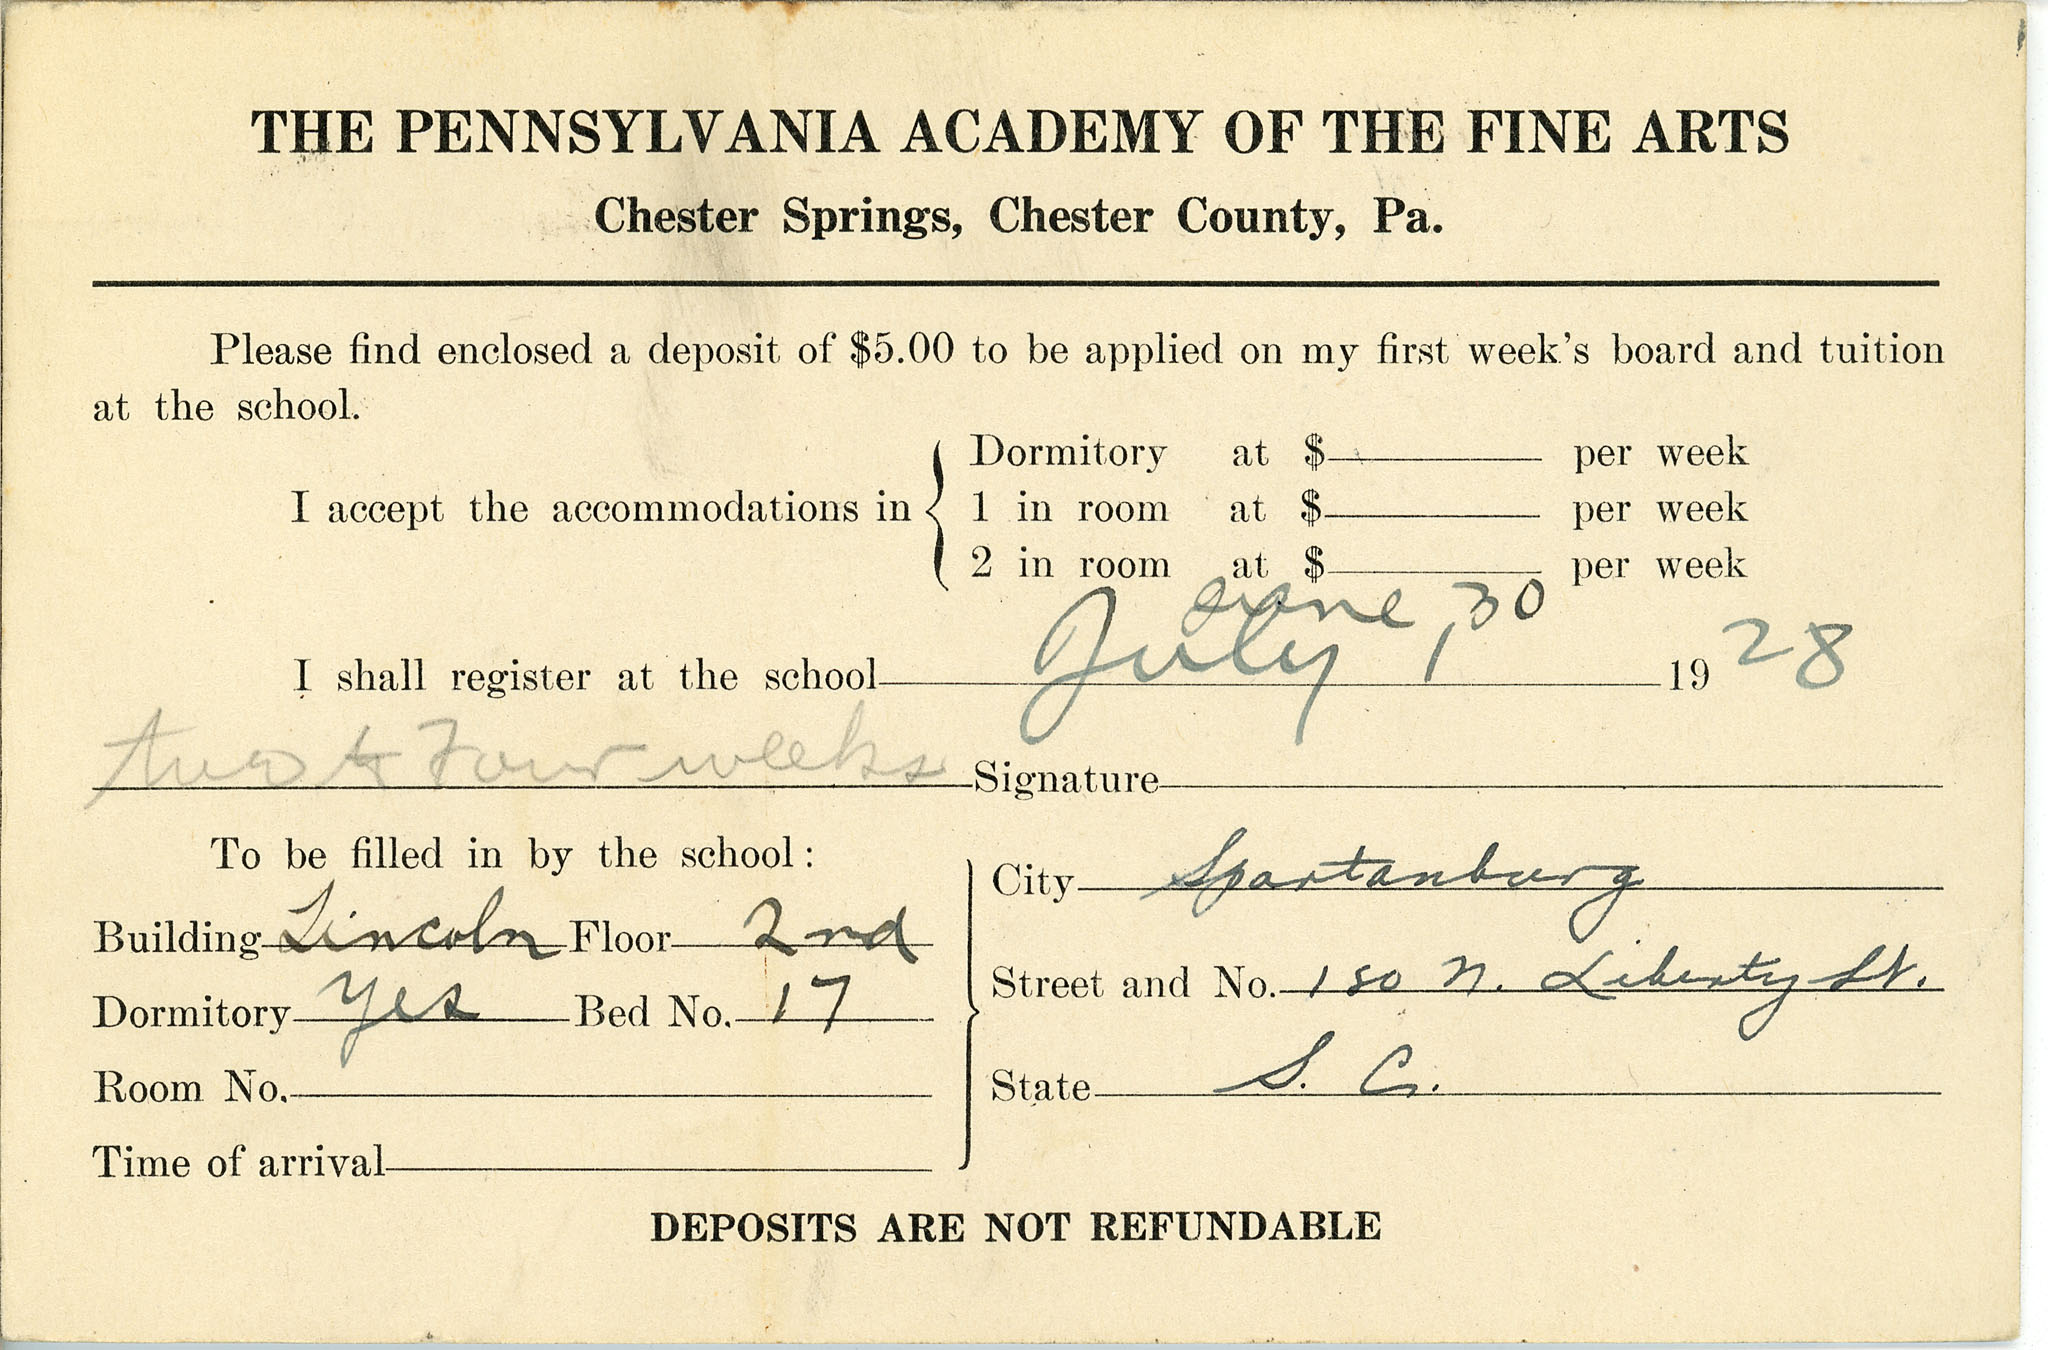 THE PENNSYLVANIA ACADEMY OF THE FINE ARTS
Chester Springs, Chester County, Pa.
Please find enclosed a deposit of $5.00 to be applied on my first week's board and tuition
at the school.
Dormitory at $ per week
I accept the accommodations in 1 in room at $ per week
2 in room at $ per week
June 30
I shall register at the school July 1, 1928
two to Four weeks Signature
To be filled in by the school:
City Spartanburg
Building Lincoln Floor 2nd
Street and No. 180 N. Liberty St.
Dormitory Yes Bed No. 17
State S. C.
Room No.
Time of arrival
DEPOSITS ARE NOT REFUNDABLE